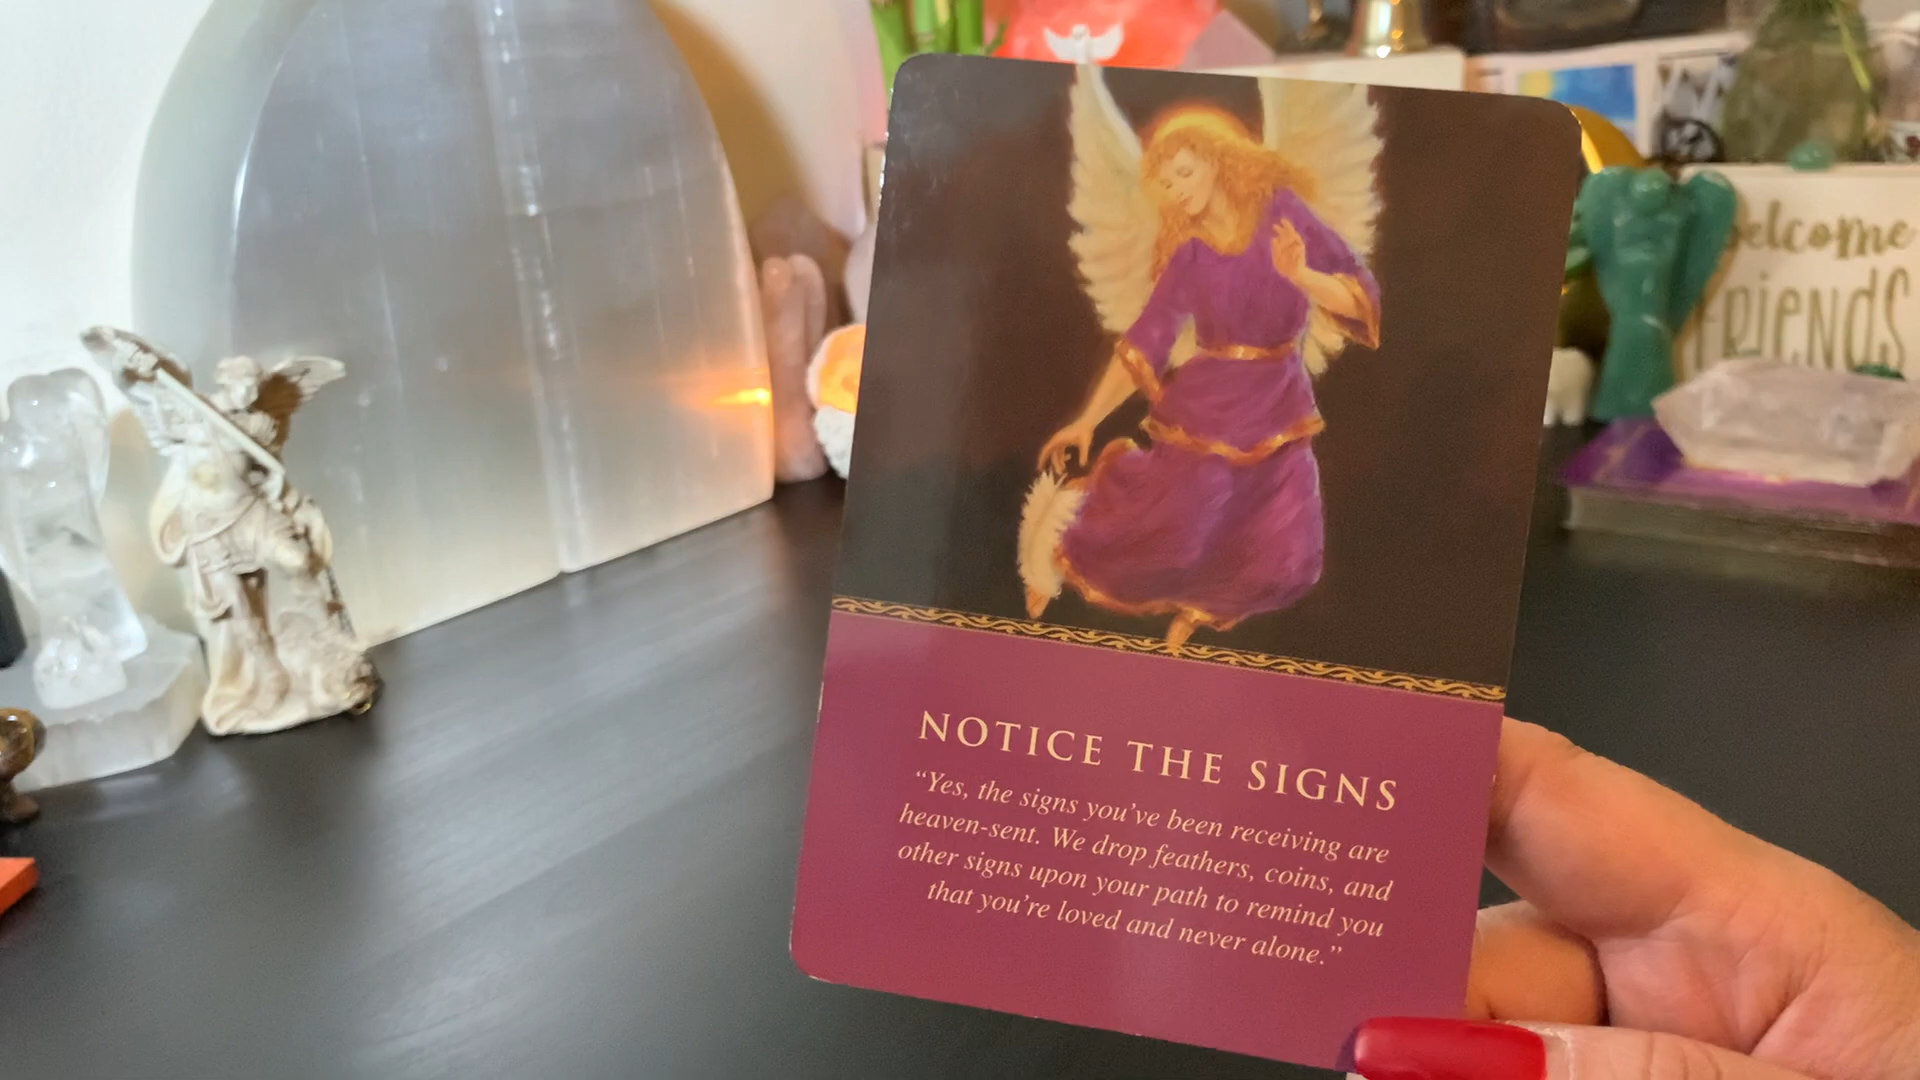 welcome
FRIENDS
NOTICE THE SIGNS
“Yes, the signs you’ve been receiving are
heaven-sent. We drop feathers, coins, and
other signs upon your path to remind you
that you’re loved and never alone.”